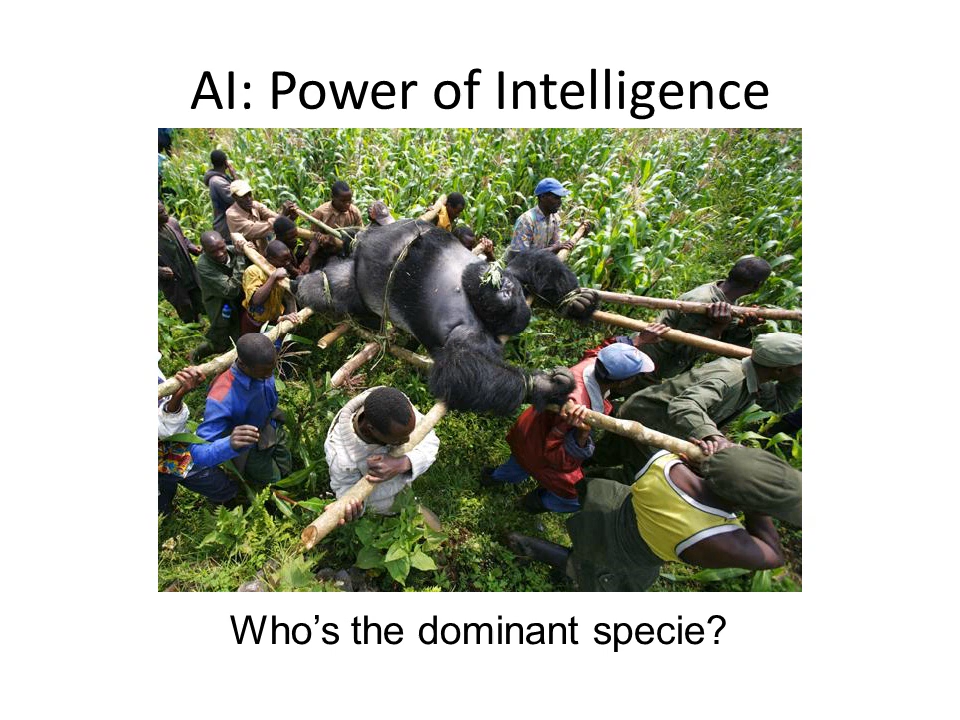 AI: Power of Intelligence
Who’s the dominant specie?